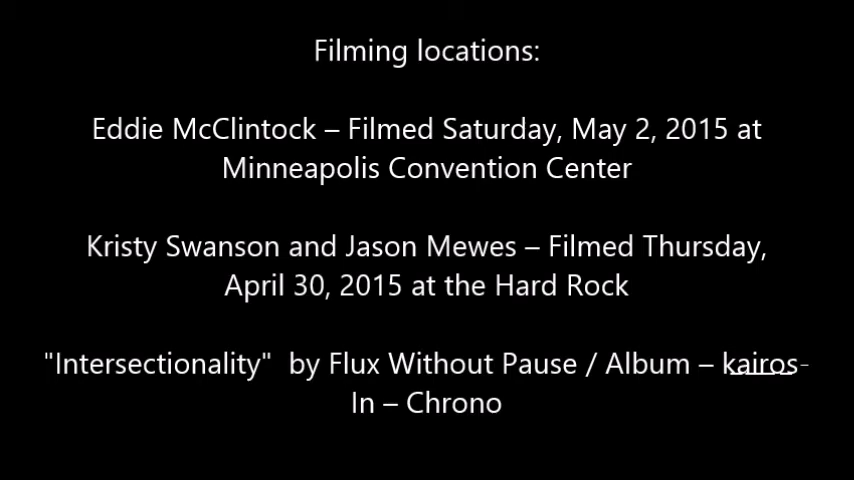 Filming locations:
Eddie McClintock – Filmed Saturday, May 2, 2015 at
Minneapolis Convention Center
Kristy Swanson and Jason Mewes – Filmed Thursday,
April 30, 2015 at the Hard Rock
"Intersectionality"  by Flux Without Pause / Album – kairos-
In – Chrono